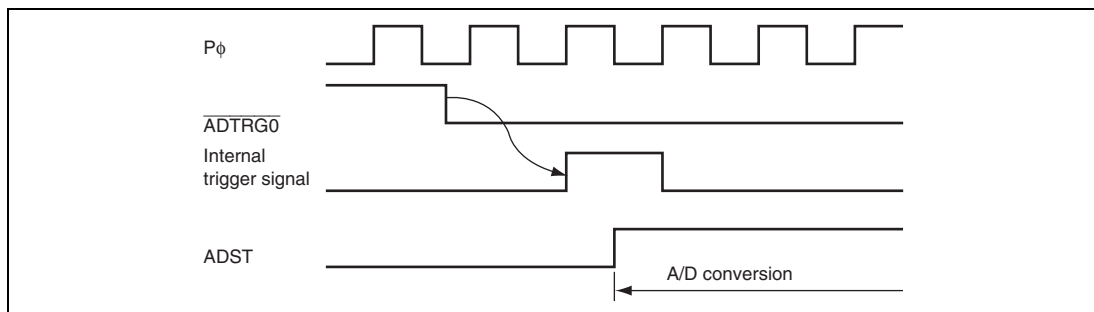 Pϕ
ADTRG0
Internal
trigger signal
ADST
A/D conversion